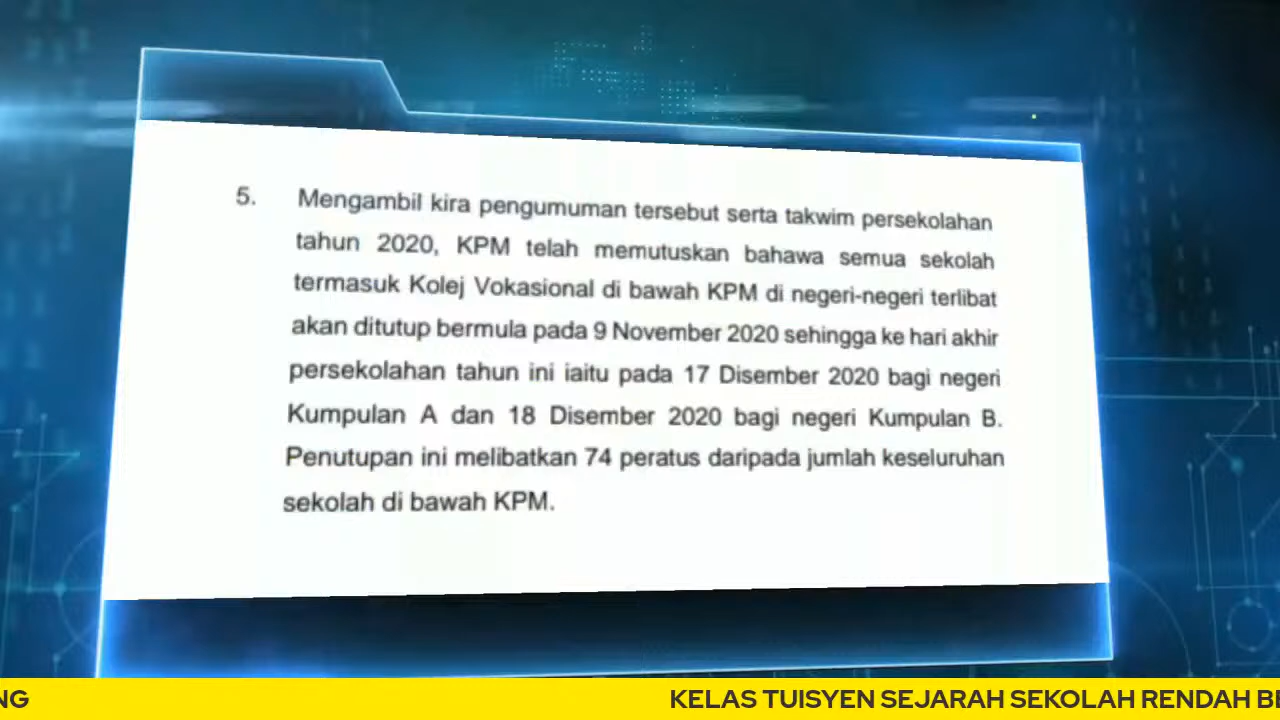 5. Mengambil kira pengumuman tersebut serta takwim persekolahan
tahun 2020, KPM telah memutuskan bahawa semua sekolah
termasuk Kolej Vokasional di bawah KPM di negeri-negeri terlibat
akan ditutup bermula pada 9 November 2020 sehingga ke hari akhir
persekolahan tahun ini iaitu pada 17 Disember 2020 bagi negeri
Kumpulan A dan 18 Disember 2020 bagi negeri Kumpulan B.
Penutupan ini melibatkan 74 peratus daripada jumlah keseluruhan
sekolah di bawah KPM.
KELAS TUISYEN SEJARAH SEKOLAH RENDAH